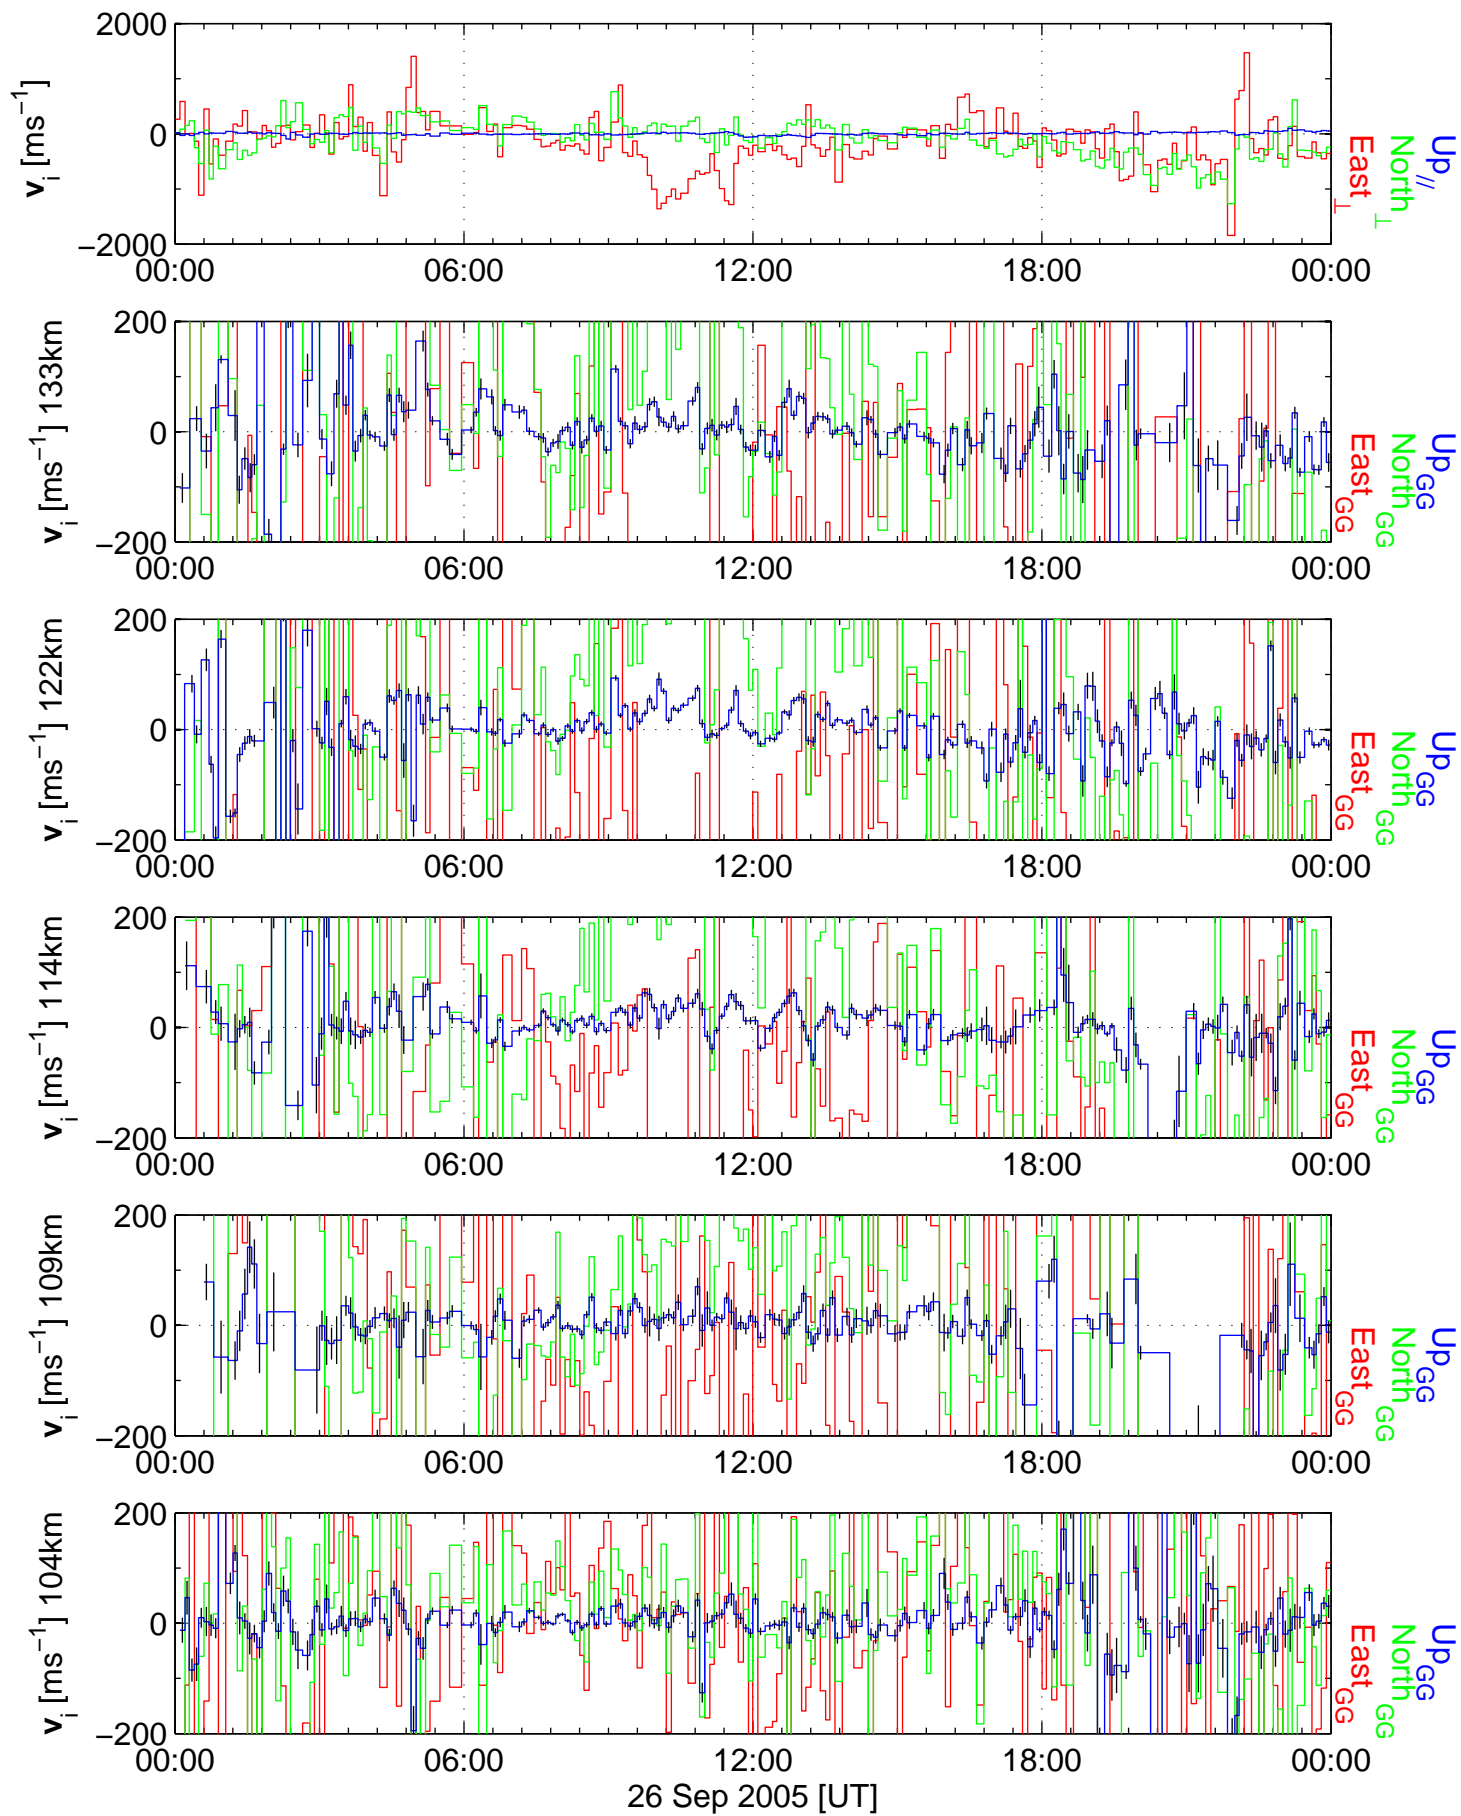 2000
0
−2000
v_i [ms^−1]
00:00 06:00 12:00 18:00 00:00
East_⊥
North_⊥
Up_//
200
0
−200
v_i [ms^−1] 133km
00:00 06:00 12:00 18:00 00:00
East_GG
North_GG
Up_GG
200
0
−200
v_i [ms^−1] 122km
00:00 06:00 12:00 18:00 00:00
East_GG
North_GG
Up_GG
200
0
−200
v_i [ms^−1] 114km
00:00 06:00 12:00 18:00 00:00
East_GG
North_GG
Up_GG
200
0
−200
v_i [ms^−1] 109km
00:00 06:00 12:00 18:00 00:00
East_GG
North_GG
Up_GG
200
0
−200
v_i [ms^−1] 104km
00:00 06:00 12:00 18:00 00:00
East_GG
North_GG
Up_GG
26 Sep 2005 [UT]